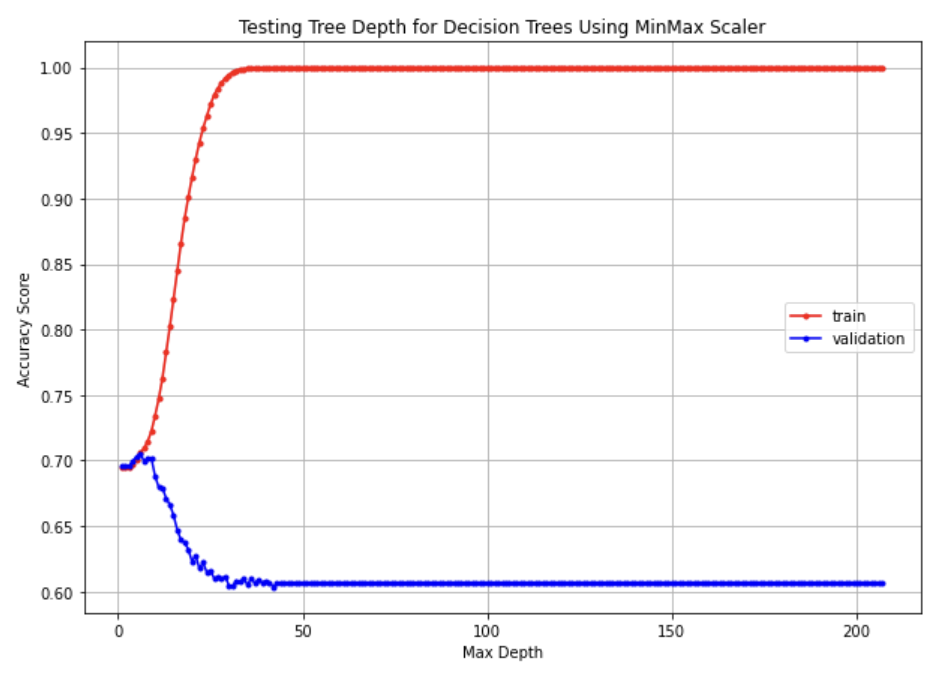 Testing Tree Depth for Decision Trees Using MinMax Scaler
1.00
0.95
0.90
0.85
0.80
0.75
0.70
0.65
0.60
Accuracy Score
train
validation
0
50
100
150
200
Max Depth